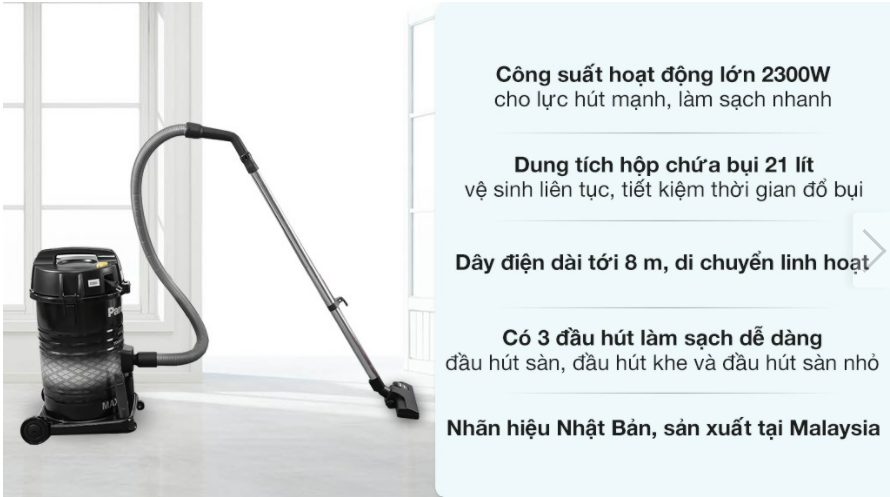 Công suất hoạt động lớn 2300W
cho lực hút mạnh, làm sạch nhanh
Dung tích hộp chứa bụi 21 lít
vệ sinh liên tục, tiết kiệm thời gian đổ bụi
Dây điện dài tới 8 m, di chuyển linh hoạt
Có 3 đầu hút làm sạch dễ dàng
đầu hút sàn, đầu hút khe và đầu hút sàn nhỏ
Nhãn hiệu Nhật Bản, sản xuất tại Malaysia
Pan
MAX